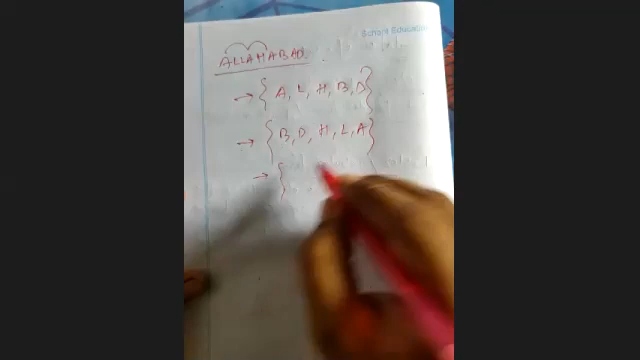 School Education
ALLAHABAD
→ { A, L, H, B, D }
→ { B, D, H, L, A }
→ {